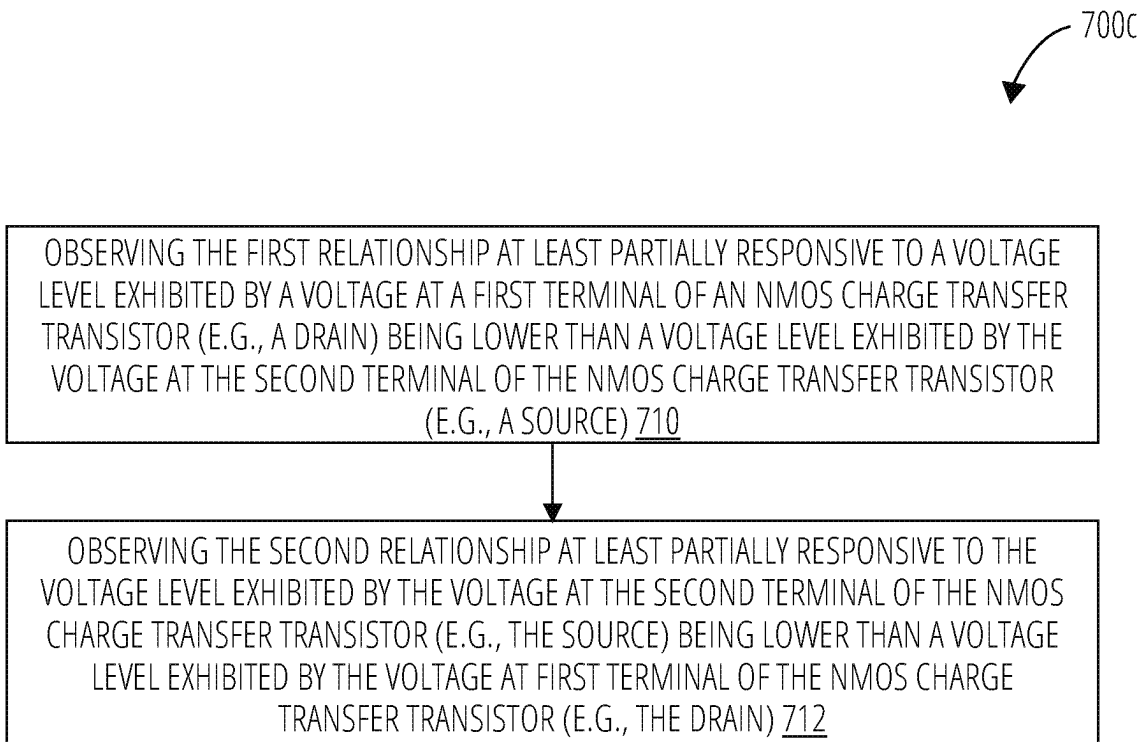 700C
OBSERVING THE FIRST RELATIONSHIP AT LEAST PARTIALLY RESPONSIVE TO A VOLTAGE
LEVEL EXHIBITED BY A VOLTAGE AT A FIRST TERMINAL OF AN NMOS CHARGE TRANSFER
TRANSISTOR (E.G., A DRAIN) BEING LOWER THAN A VOLTAGE LEVEL EXHIBITED BY THE
VOLTAGE AT THE SECOND TERMINAL OF THE NMOS CHARGE TRANSFER TRANSISTOR
(E.G., A SOURCE) 710
OBSERVING THE SECOND RELATIONSHIP AT LEAST PARTIALLY RESPONSIVE TO THE
VOLTAGE LEVEL EXHIBITED BY THE VOLTAGE AT THE SECOND TERMINAL OF THE NMOS
CHARGE TRANSFER TRANSISTOR (E.G., THE SOURCE) BEING LOWER THAN A VOLTAGE
LEVEL EXHIBITED BY THE VOLTAGE AT FIRST TERMINAL OF THE NMOS CHARGE
TRANSFER TRANSISTOR (E.G., THE DRAIN) 712